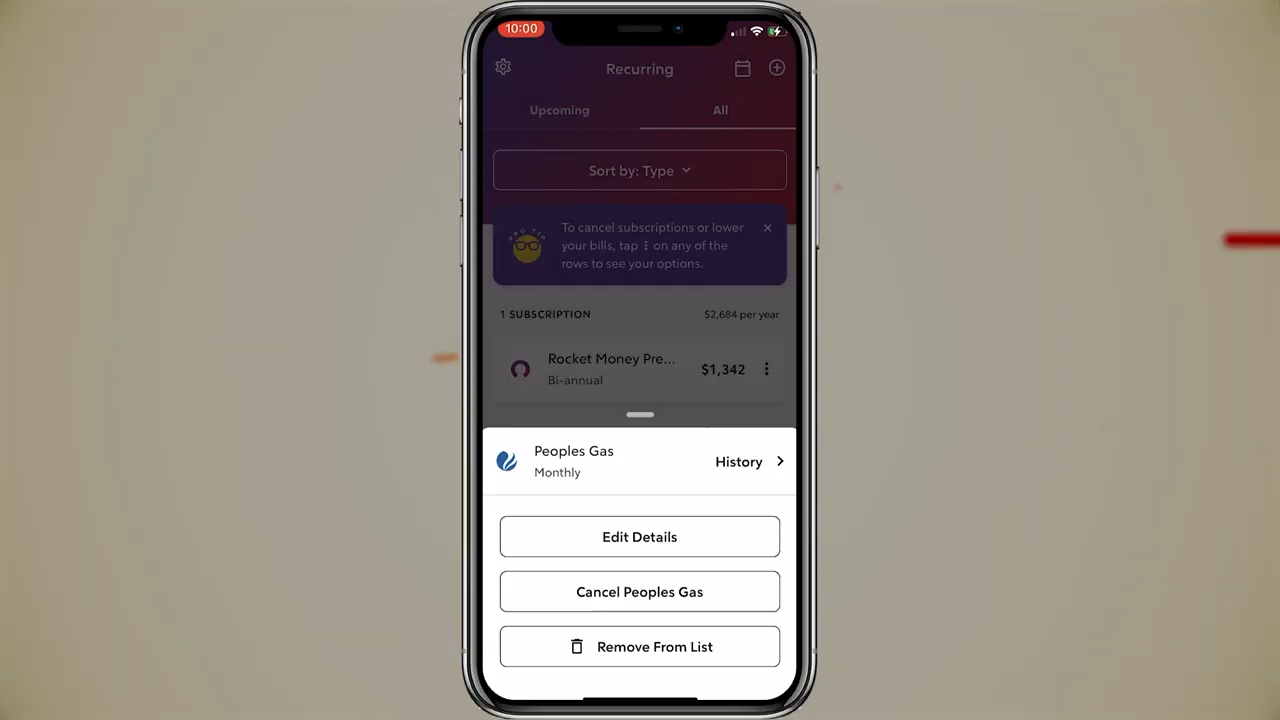 10:00
Recurring
Upcoming
All
Sort by: Type
PRO TIP
To cancel subscriptions or lower
your bills, tap ⋮ on any of the
rows to see your options.
1 SUBSCRIPTION
$2,684 per year
Rocket Money Pre...
$1,342
Bi-annual
Peoples Gas
Monthly
History
Edit Details
Cancel Peoples Gas
Remove From List